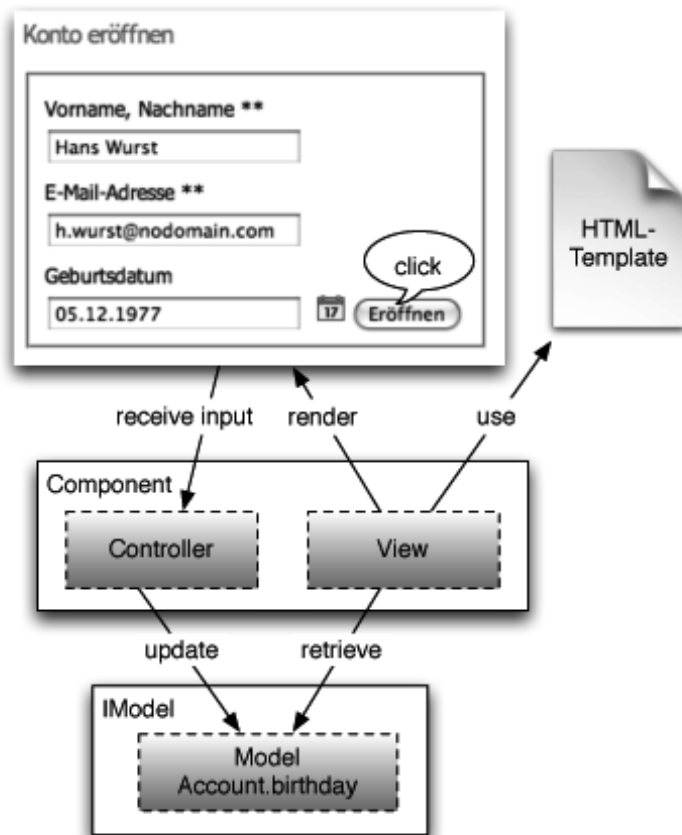 Konto eröffnen
Vorname, Nachname **
Hans Wurst
E-Mail-Adresse **
h.wurst@nodomain.com
Geburtsdatum
05.12.1977
17
click
Eröffnen
HTML-
Template
receive input
render
use
Component
Controller
View
update
retrieve
IModel
Model
Account.birthday